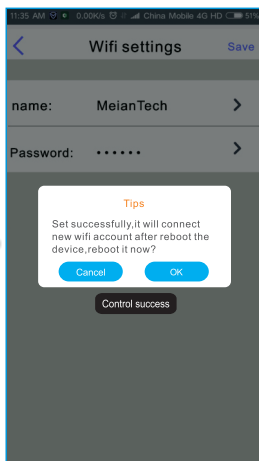 11:35 AM 0.00K/s China Mobile 4G HD 51%
Wifi settings Save
name: MeianTech
Password: ••••••
Tips
Set successfully,it will connect
new wifi account after reboot the
device,reboot it now?
Cancel OK
Control success